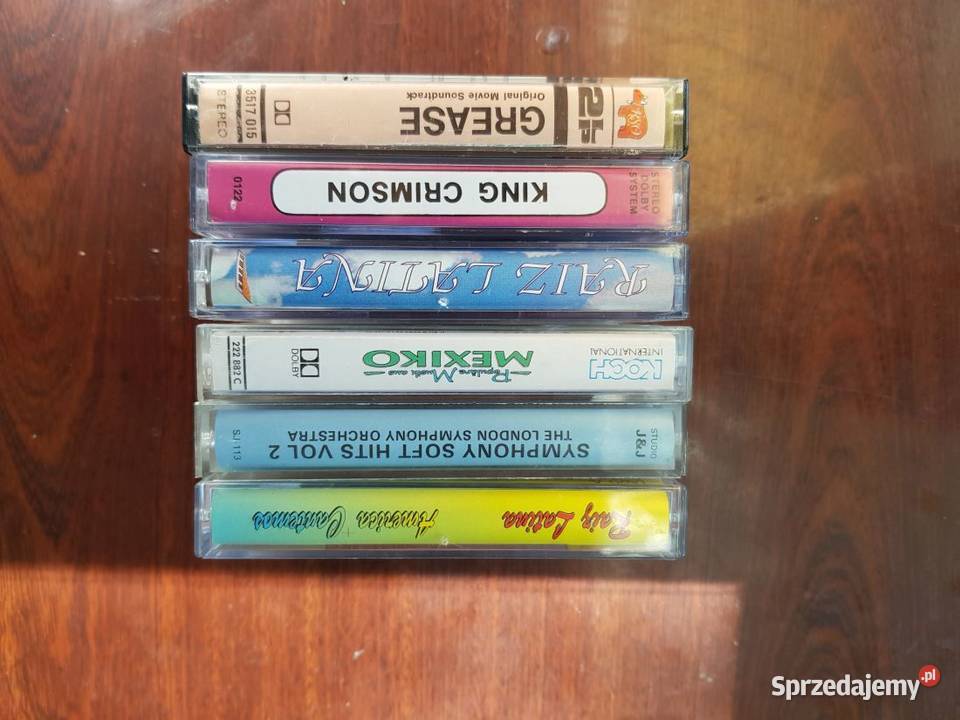 RSO
2LP
GREASE
Original Movie Soundtrack
3517 015
STEREO
STEREO
DOLBY
SYSTEM
KING CRIMSON
0122
RAIZ LATINA
KOCH
INTERNATIONAL
Populäre Musik aus
MEXIKO
DOLBY
222 882 C
STUDIO
J&J
SYMPHONY SOFT HITS VOL 2
THE LONDON SYMPHONY ORCHESTRA
SJ 113
Raiz Latina America Cantemos
Sprzedajemy.pl